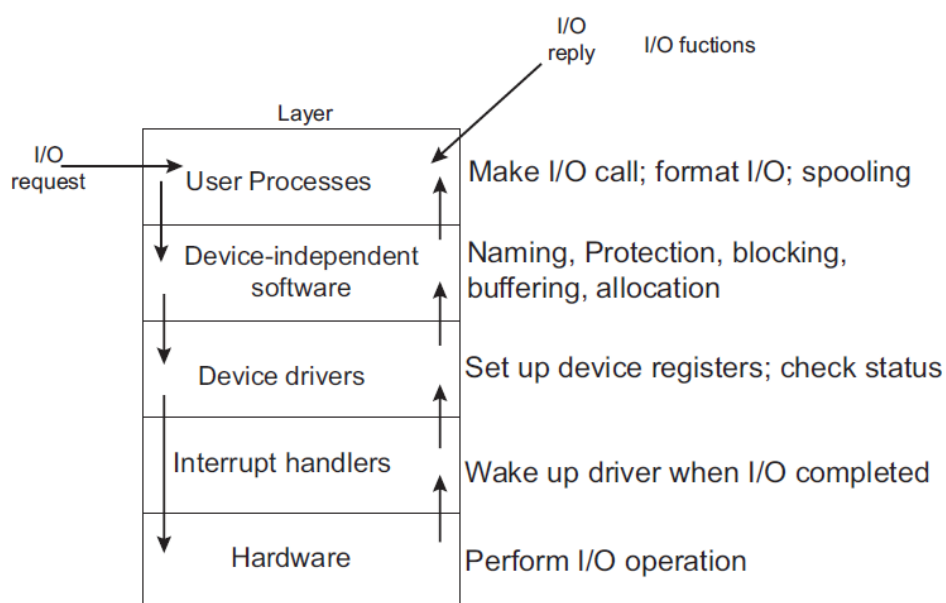 I/O
reply
I/O fuctions
Layer
I/O
request
User Processes
Make I/O call; format I/O; spooling
Device-independent
software
Naming, Protection, blocking,
buffering, allocation
Device drivers
Set up device registers; check status
Interrupt handlers
Wake up driver when I/O completed
Hardware
Perform I/O operation